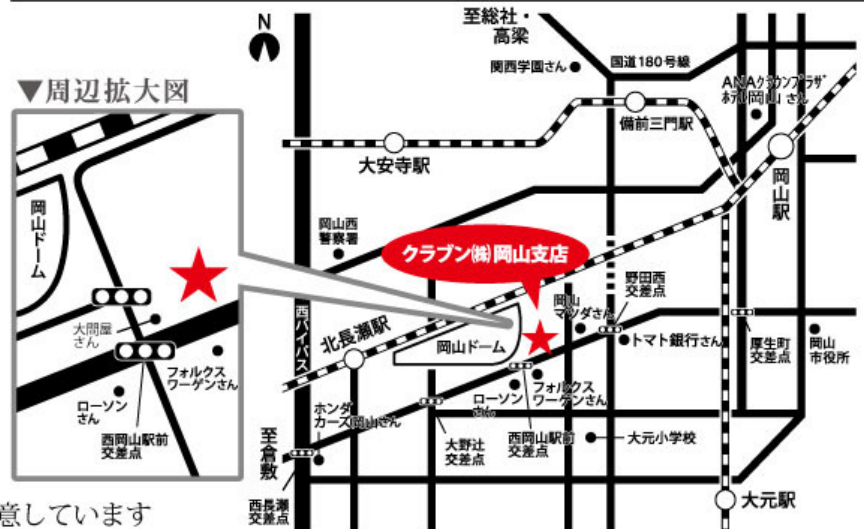 N
▼周辺拡大図
岡山ドーム
大問屋
さん
フォルクス
ワーゲンさん
ローソン
さん
西岡山駅前
交差点
意しています
至総社・
高梁
関西学園さん
国道180号線
ANAクラウンプラザ
ホテル岡山さん
備前三門駅
大安寺駅
岡山駅
岡山西
警察署
クラブン㈱岡山支店
西バイパス
北長瀬駅
岡山ドーム
岡山
マツダさん
野田西
交差点
トマト銀行さん
厚生町
交差点
岡山
市役所
フォルクス
ワーゲンさん
ローソン
さん
ホンダ
カーズ岡山さん
大野辻
交差点
西岡山駅前
交差点
大元小学校
至倉敷
西長瀬
交差点
大元駅